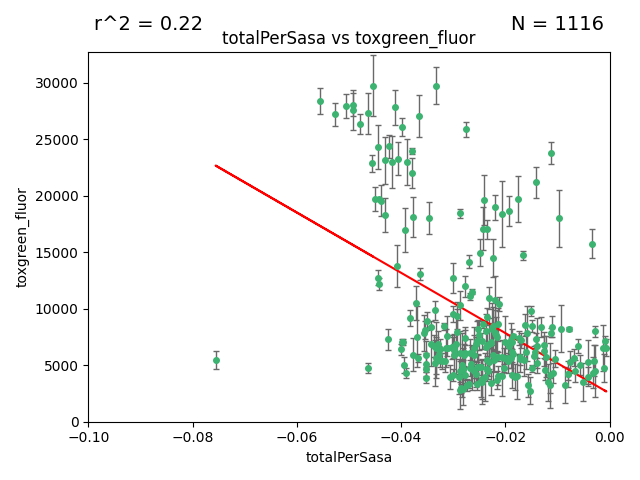 r^2 = 0.22
N = 1116
totalPerSasa vs toxgreen_fluor
30000
25000
20000
15000
10000
5000
0
toxgreen_fluor
−0.10
−0.08
−0.06
−0.04
−0.02
0.00
totalPerSasa